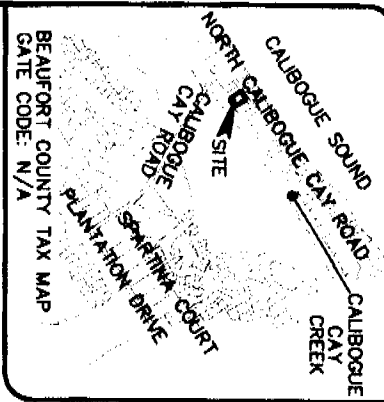 CALIBOGUE SOUND
NORTH CALIBOGUE CAY ROAD
CALIBOGUE
CAY
CREEK
SITE
CALIBOGUE
CAY ROAD
SPARTINA COURT
PLANTATION DRIVE
BEAUFORT COUNTY TAX MAP
GATE CODE: N/A